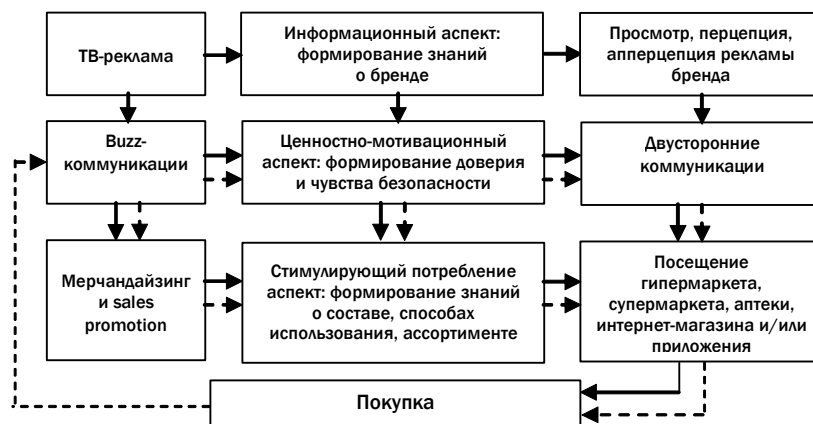 ТВ-реклама
Информационный аспект:
формирование знаний
о бренде
Просмотр, перцепция,
апперцепция рекламы
бренда
Buzz-
коммуникации
Ценностно-мотивационный
аспект: формирование доверия
и чувства безопасности
Двусторонние
коммуникации
Мерчандайзинг
и sales
promotion
Стимулирующий потребление
аспект: формирование знаний
о составе, способах
использования, ассортименте
Посещение
гипермаркета,
супермаркета, аптеки,
интернет-магазина и/или
приложения
Покупка